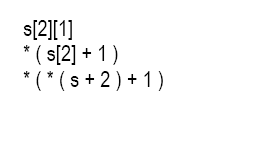 s[2][1]
* ( s[2] + 1 )
* ( * ( s + 2 ) + 1 )